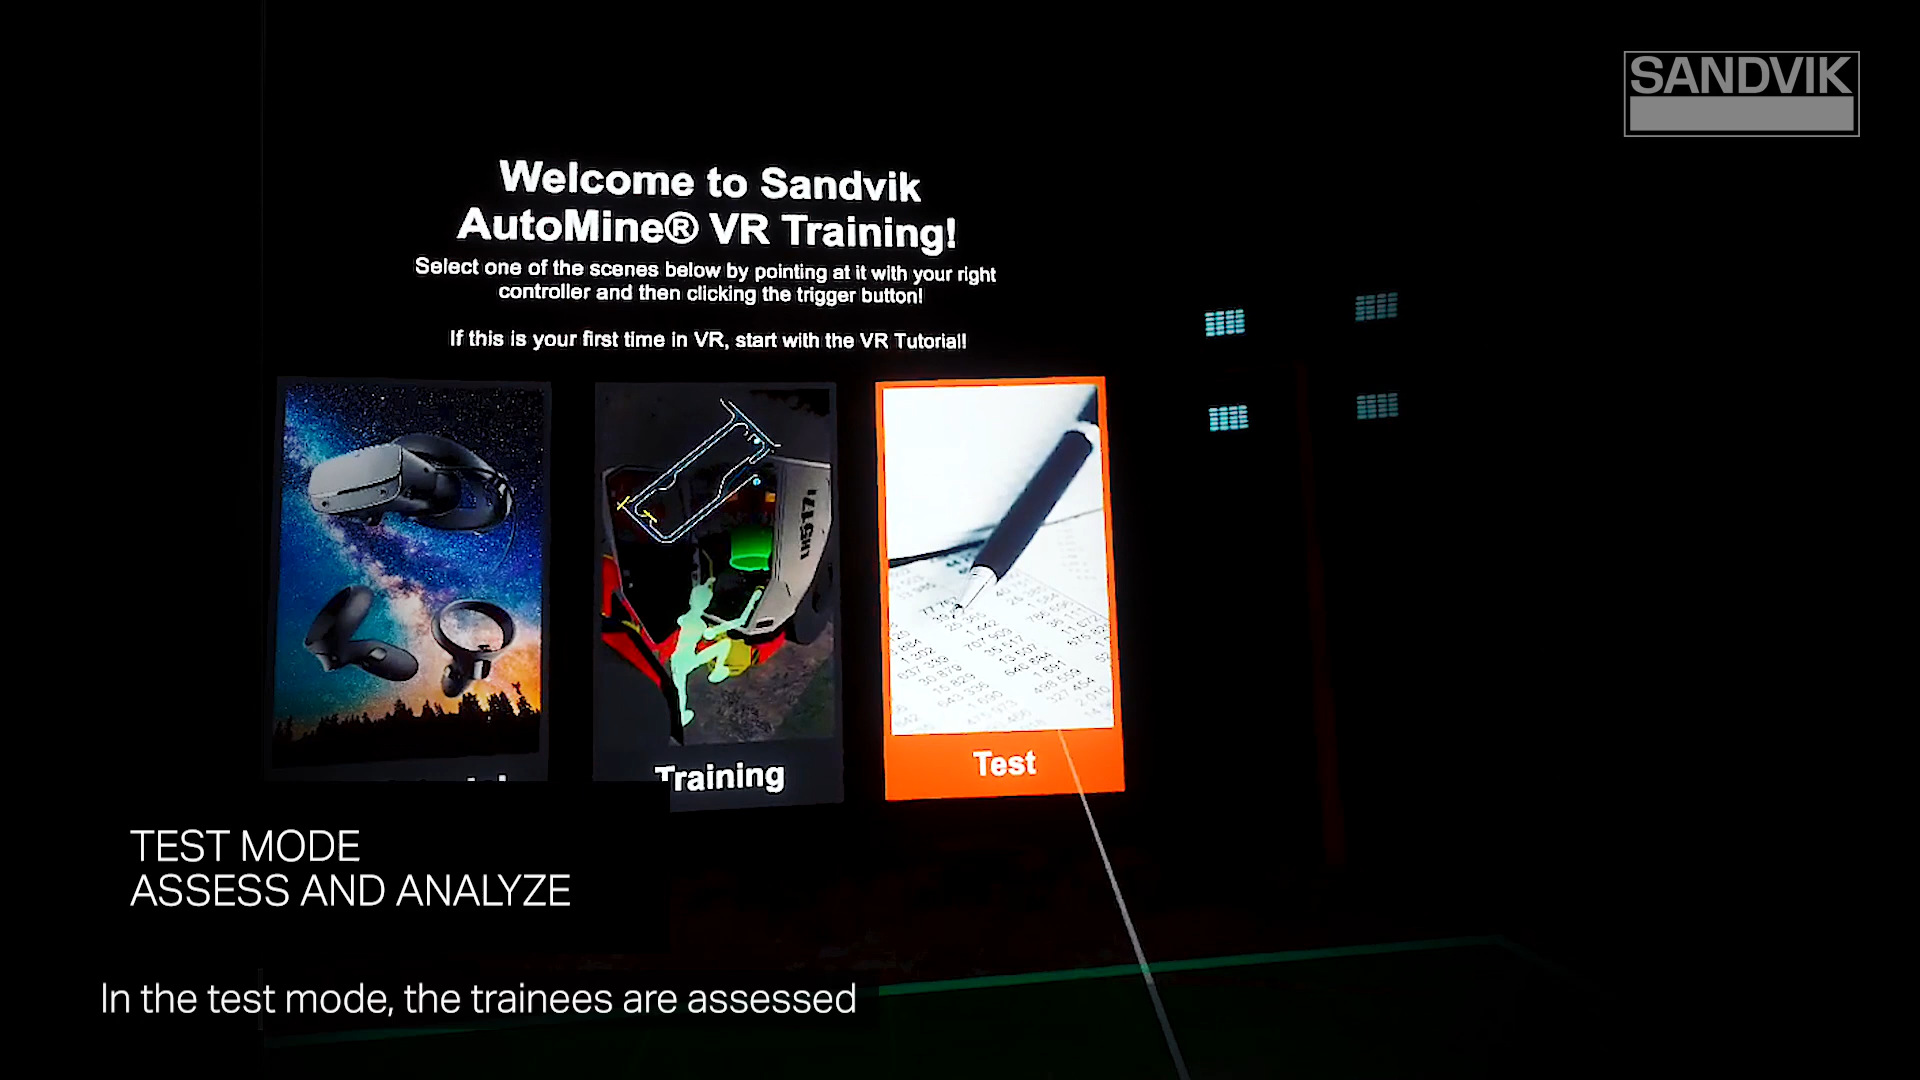 SANDVIK
Welcome to Sandvik
AutoMine® VR Training!
Select one of the scenes below by pointing at it with your right
controller and then clicking the trigger button!
If this is your first time in VR, start with the VR Tutorial!
LH517i
Training
Test
TEST MODE
ASSESS AND ANALYZE
In the test mode, the trainees are assessed